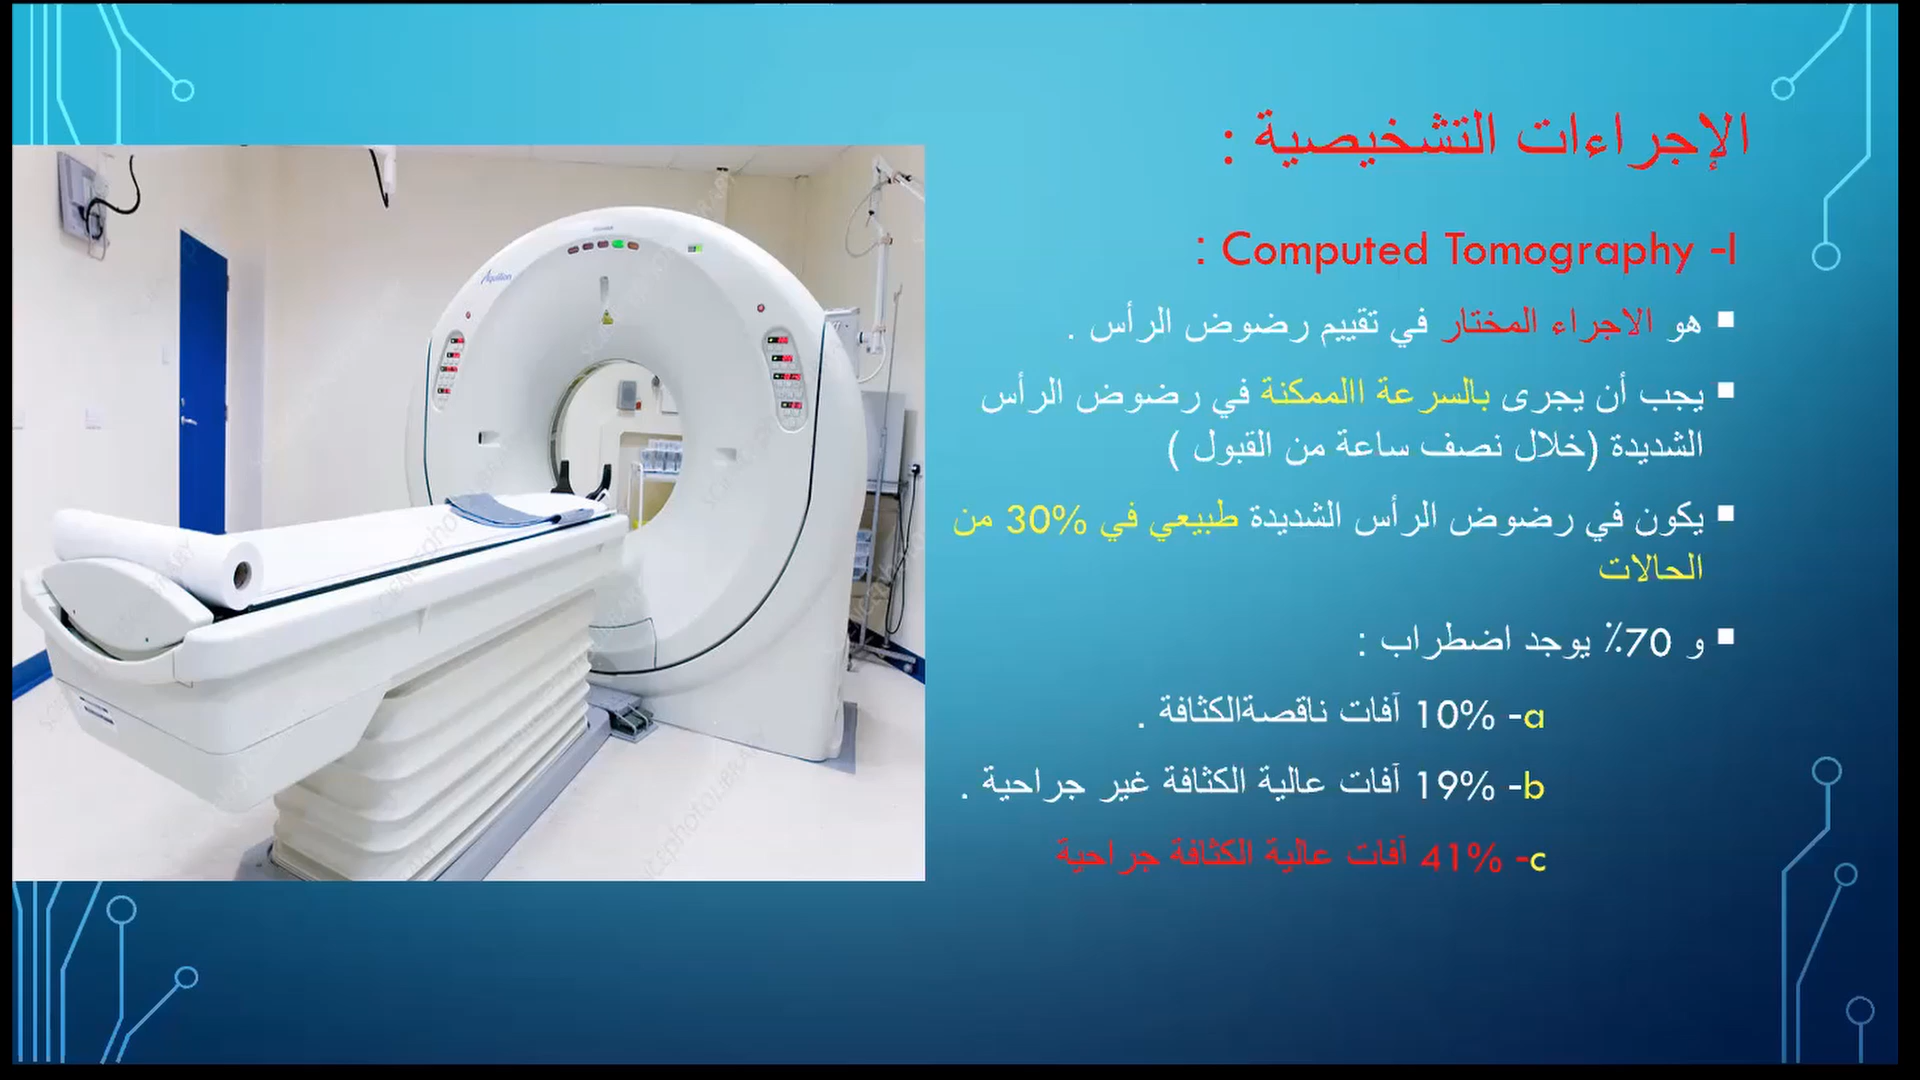 الإجراءات التشخيصية :
I- Computed Tomography :
هو الاجراء المختار في تقييم رضوض الرأس .
يجب أن يجرى بالسرعة االممكنة في رضوض الرأس
الشديدة (خلال نصف ساعة من القبول )
يكون في رضوض الرأس الشديدة طبيعي في 30% من
الحالات
و 70٪ يوجد اضطراب :
a- 10% آفات ناقصةالكثافة .
b- 19% آفات عالية الكثافة غير جراحية .
c- 41% آفات عالية الكثافة جراحية
Aquilion